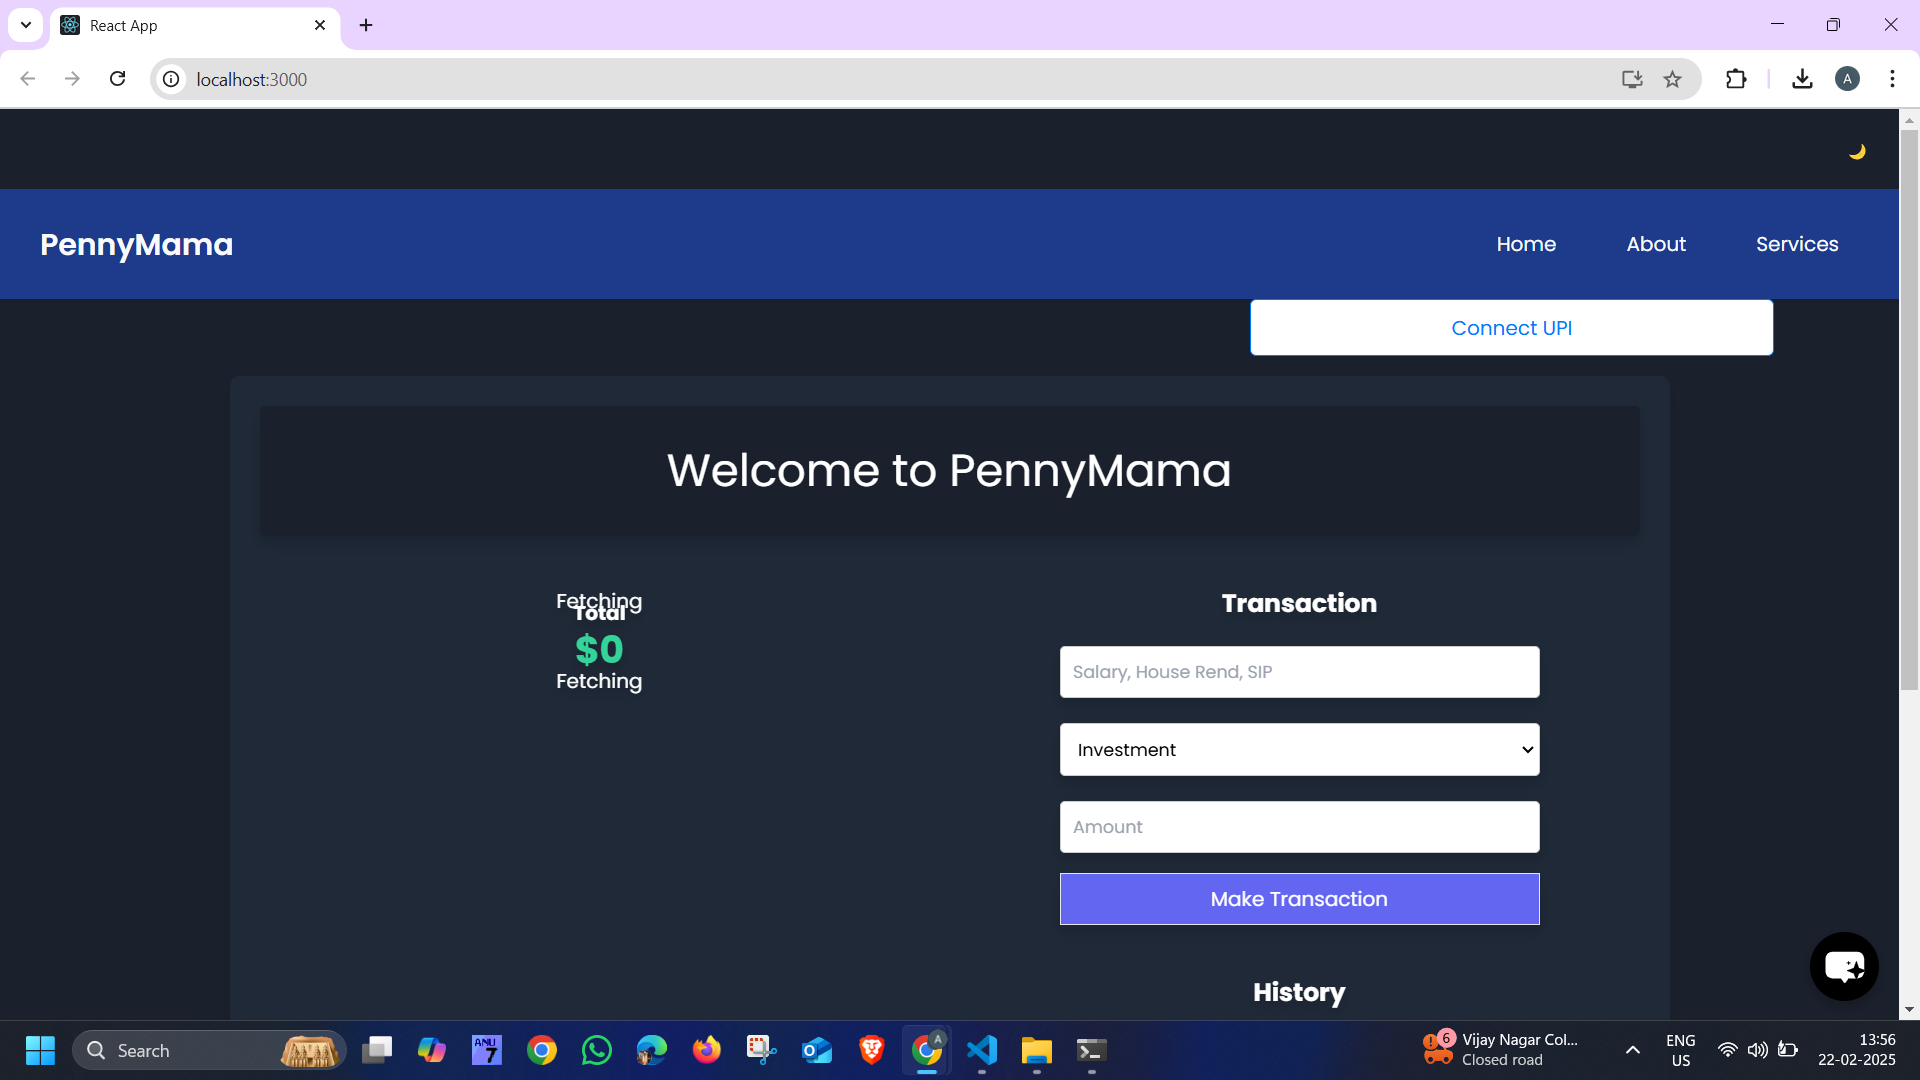 React App
localhost:3000
A
PennyMama
Home About Services
Connect UPI
Welcome to PennyMama
Fetching
Total
$0
Fetching
Transaction
Salary, House Rend, SIP
Investment
Amount
Make Transaction
History
Search
ANU
7
A
6
Vijay Nagar Col...
Closed road
ENG
US
13:56
22-02-2025